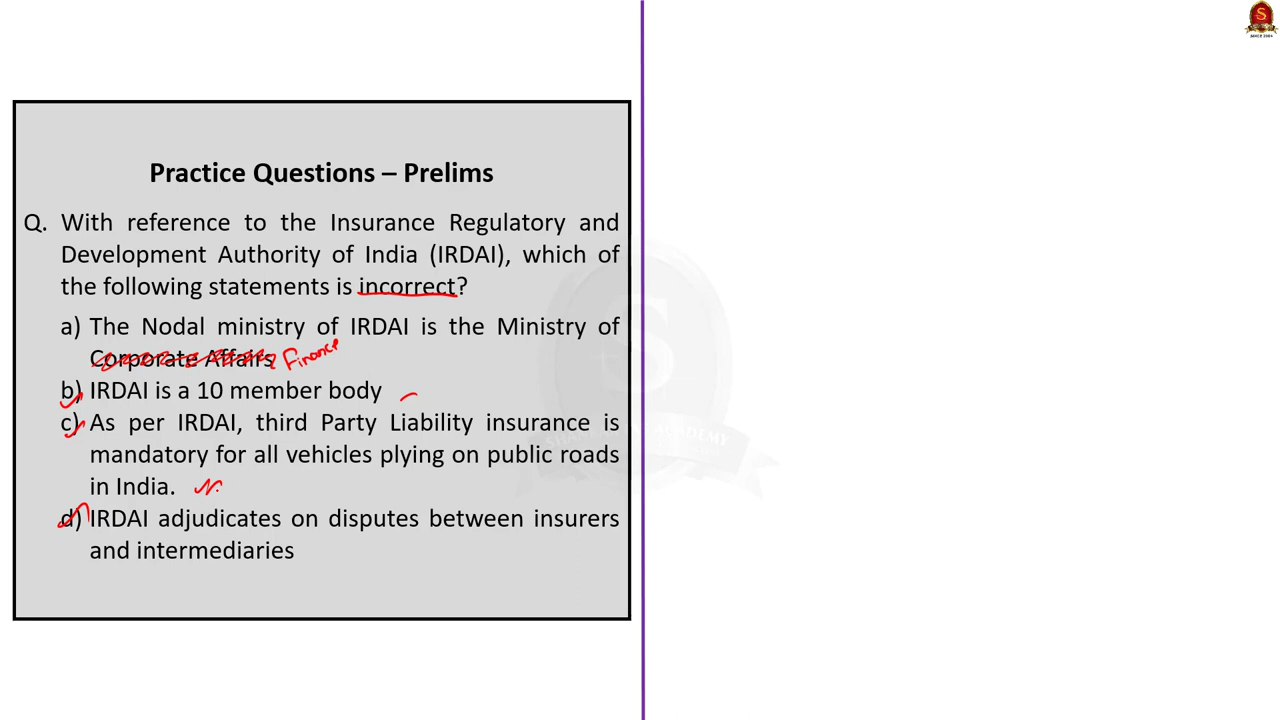 S
SINCE 2004
Practice Questions – Prelims
Q. With reference to the Insurance Regulatory and
Development Authority of India (IRDAI), which of
the following statements is incorrect?
a) The Nodal ministry of IRDAI is the Ministry of
Corporate Affairs Finance
b) IRDAI is a 10 member body
c) As per IRDAI, third Party Liability insurance is
mandatory for all vehicles plying on public roads
in India.
d) IRDAI adjudicates on disputes between insurers
and intermediaries